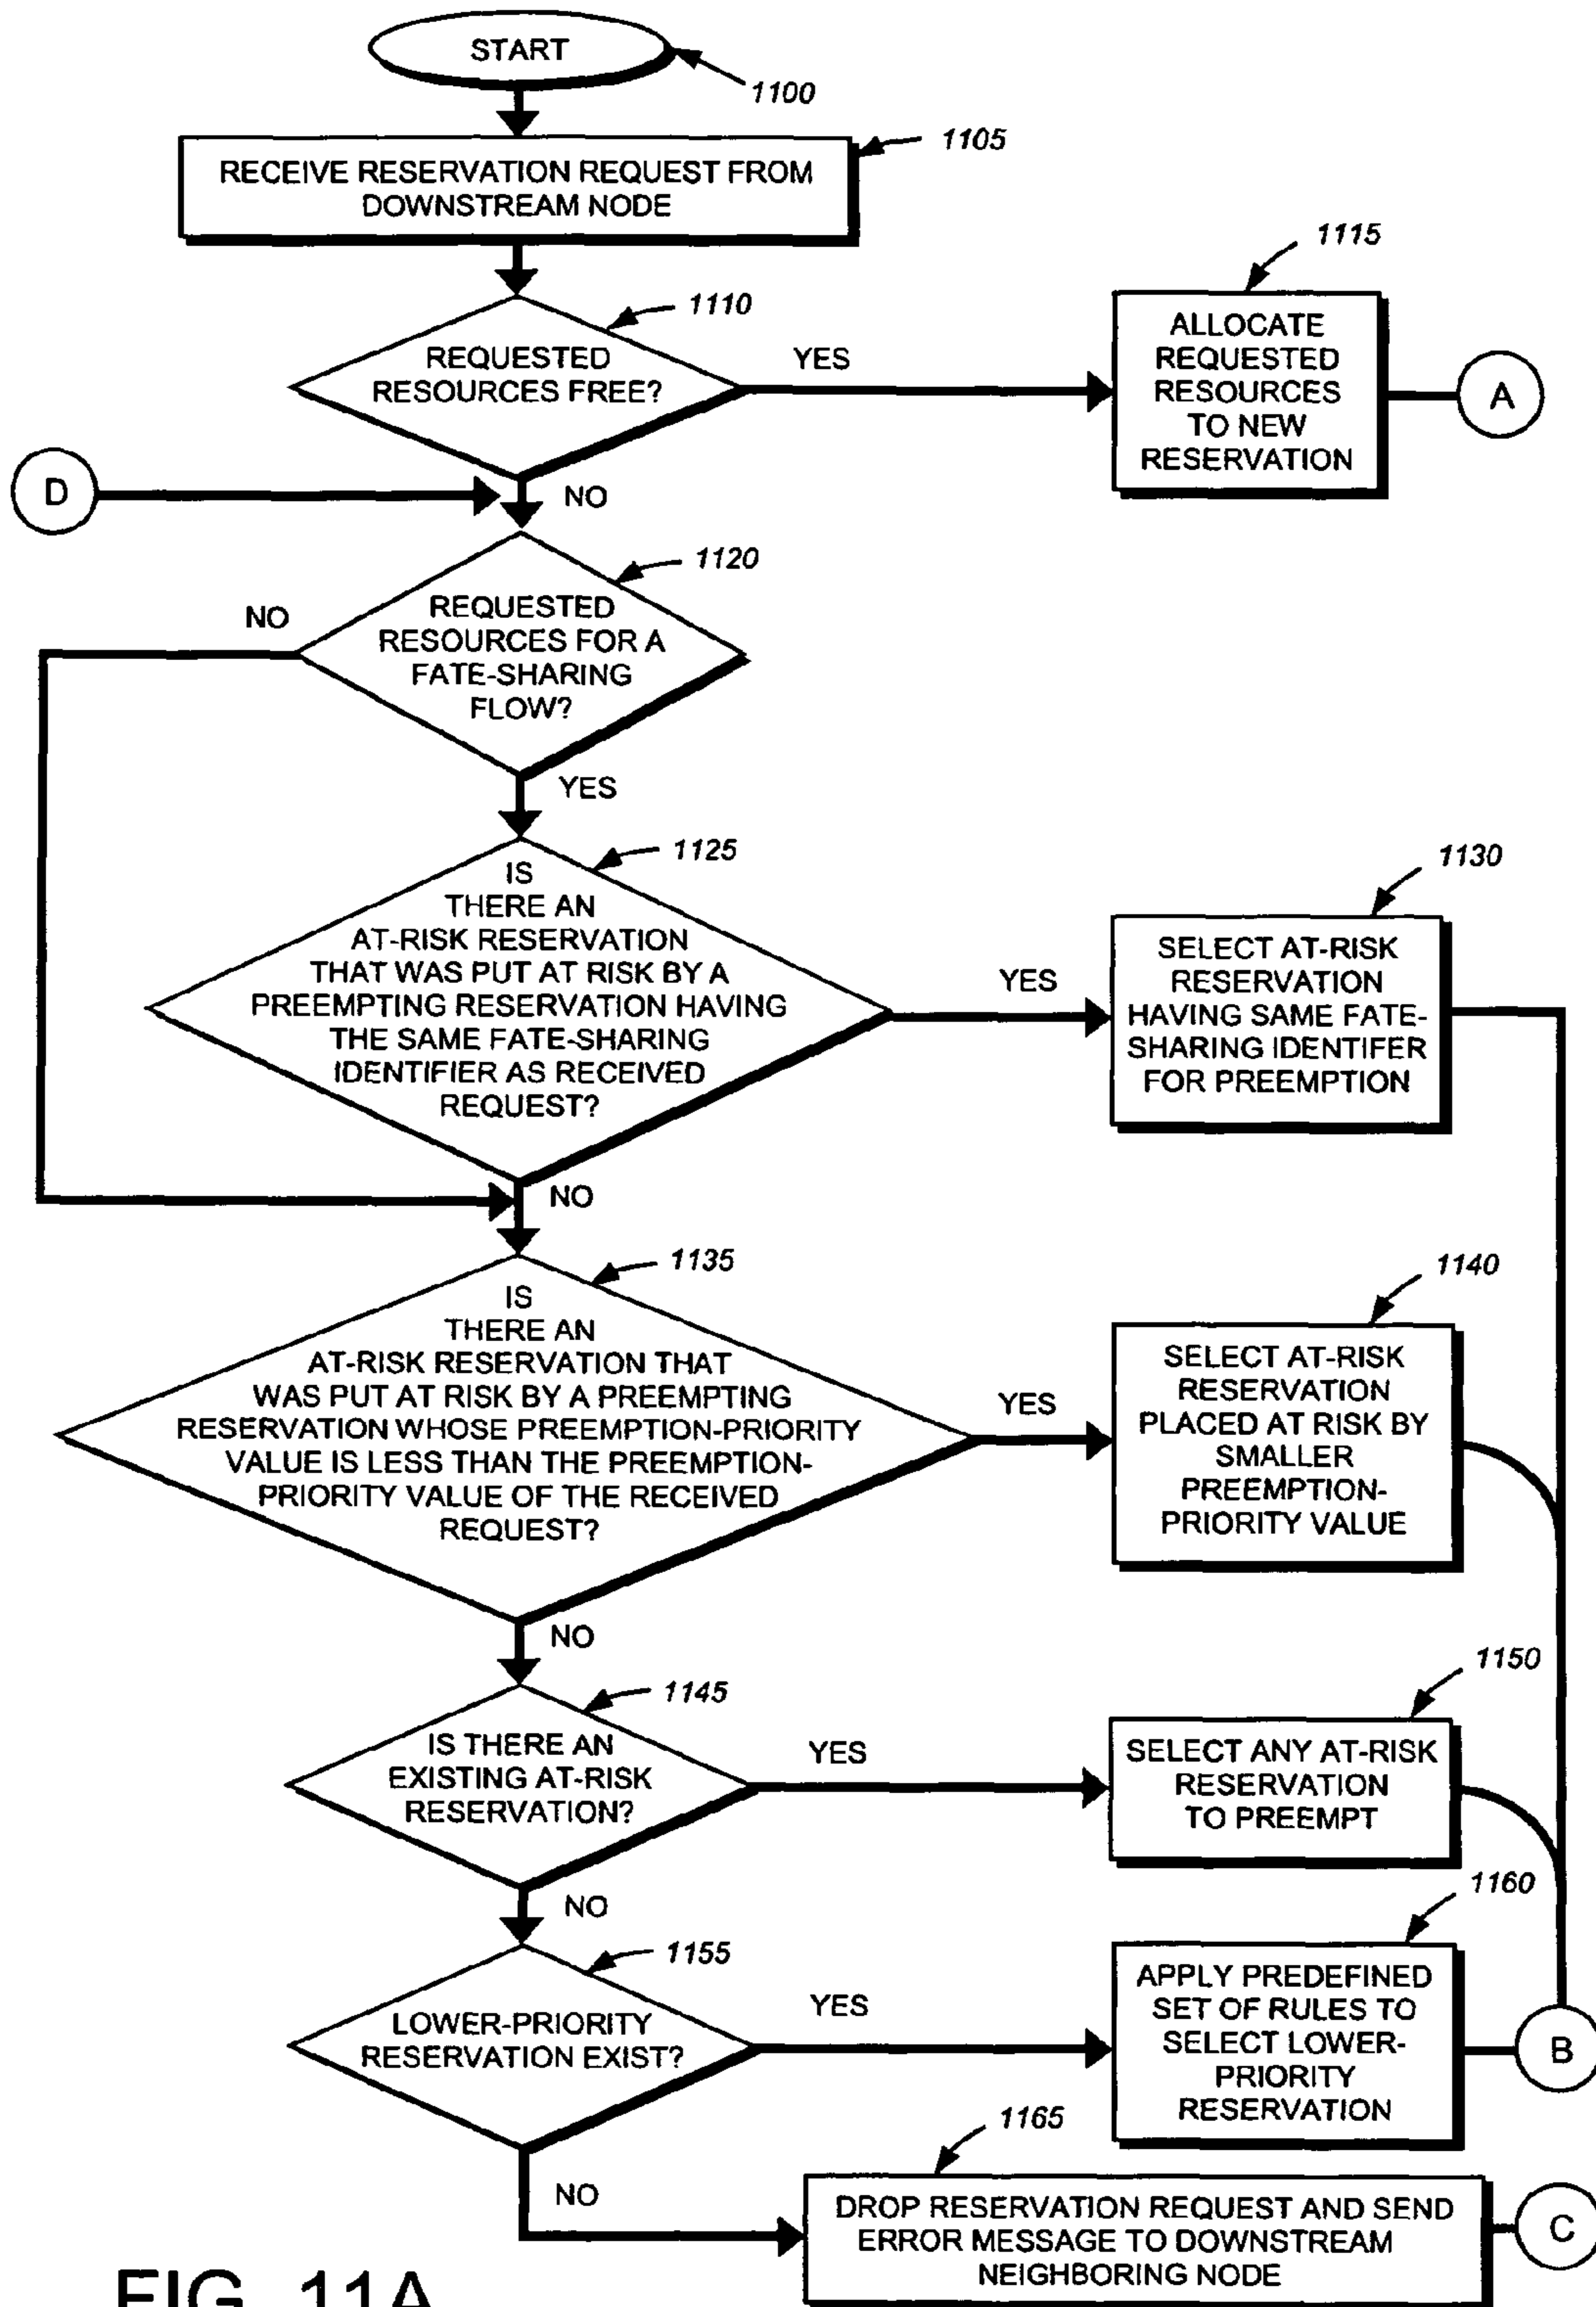 START
1100
1105
RECEIVE RESERVATION REQUEST FROM
DOWNSTREAM NODE
1110
REQUESTED
RESOURCES FREE?
YES
1115
ALLOCATE
REQUESTED
RESOURCES
TO NEW
RESERVATION
A
D
NO
1120
REQUESTED
RESOURCES FOR A
FATE-SHARING
FLOW?
NO
YES
1125
IS
THERE AN
AT-RISK RESERVATION
THAT WAS PUT AT RISK BY A
PREEMPTING RESERVATION HAVING
THE SAME FATE-SHARING
IDENTIFIER AS RECEIVED
REQUEST?
YES
1130
SELECT AT-RISK
RESERVATION
HAVING SAME FATE-
SHARING IDENTIFER
FOR PREEMPTION
NO
1135
IS
THERE AN
AT-RISK RESERVATION THAT
WAS PUT AT RISK BY A PREEMPTING
RESERVATION WHOSE PREEMPTION-PRIORITY
VALUE IS LESS THAN THE PREEMPTION-
PRIORITY VALUE OF THE RECEIVED
REQUEST?
YES
1140
SELECT AT-RISK
RESERVATION
PLACED AT RISK BY
SMALLER
PREEMPTION-
PRIORITY VALUE
NO
1145
IS THERE AN
EXISTING AT-RISK
RESERVATION?
YES
1150
SELECT ANY AT-RISK
RESERVATION
TO PREEMPT
NO
1155
LOWER-PRIORITY
RESERVATION EXIST?
YES
1160
APPLY PREDEFINED
SET OF RULES TO
SELECT LOWER-
PRIORITY
RESERVATION
B
NO
1165
DROP RESERVATION REQUEST AND SEND
ERROR MESSAGE TO DOWNSTREAM
NEIGHBORING NODE
C
FIG. 11A